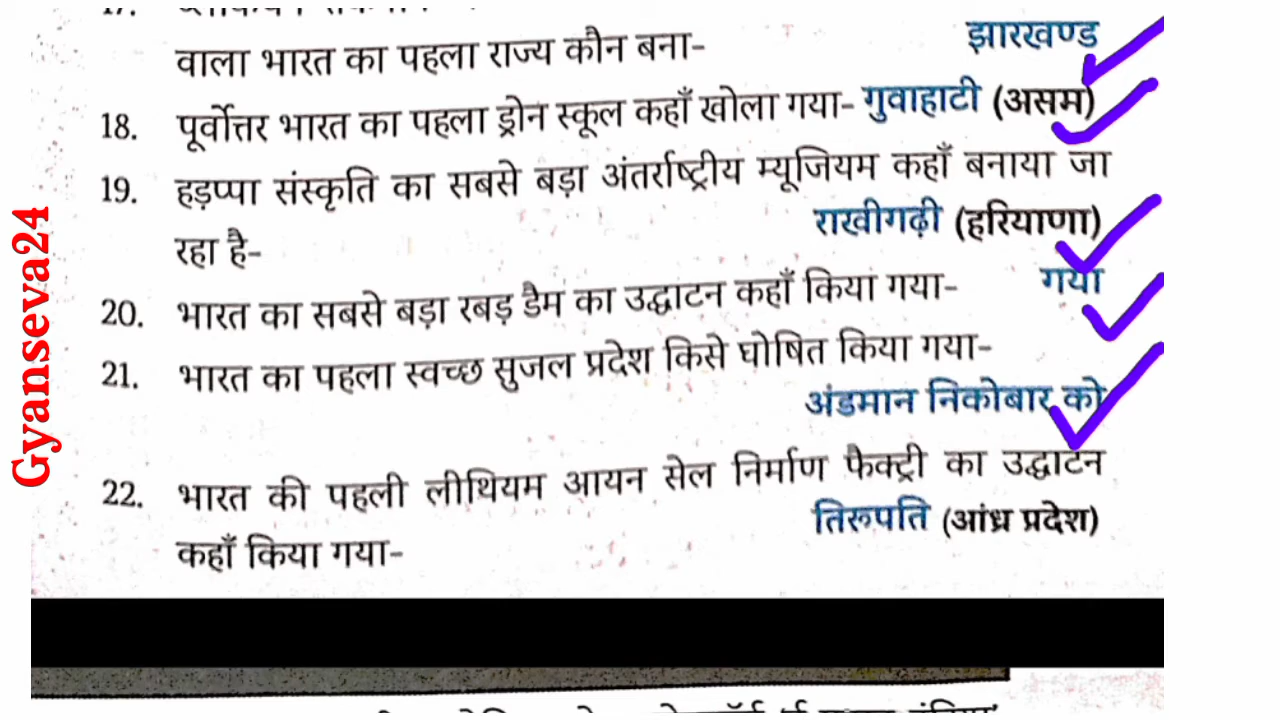 17.
वाला भारत का पहला राज्य कौन बना- झारखण्ड
18. पूर्वोत्तर भारत का पहला ड्रोन स्कूल कहाँ खोला गया- गुवाहाटी (असम)
19. हड़प्पा संस्कृति का सबसे बड़ा अंतर्राष्ट्रीय म्यूजियम कहाँ बनाया जा
रहा है- राखीगढ़ी (हरियाणा)
20. भारत का सबसे बड़ा रबड़ डैम का उद्घाटन कहाँ किया गया- गया
21. भारत का पहला स्वच्छ सुजल प्रदेश किसे घोषित किया गया-
अंडमान निकोबार को
22. भारत की पहली लीथियम आयन सेल निर्माण फैक्ट्री का उद्घाटन
कहाँ किया गया- तिरुपति (आंध्र प्रदेश)
Gyanseva24